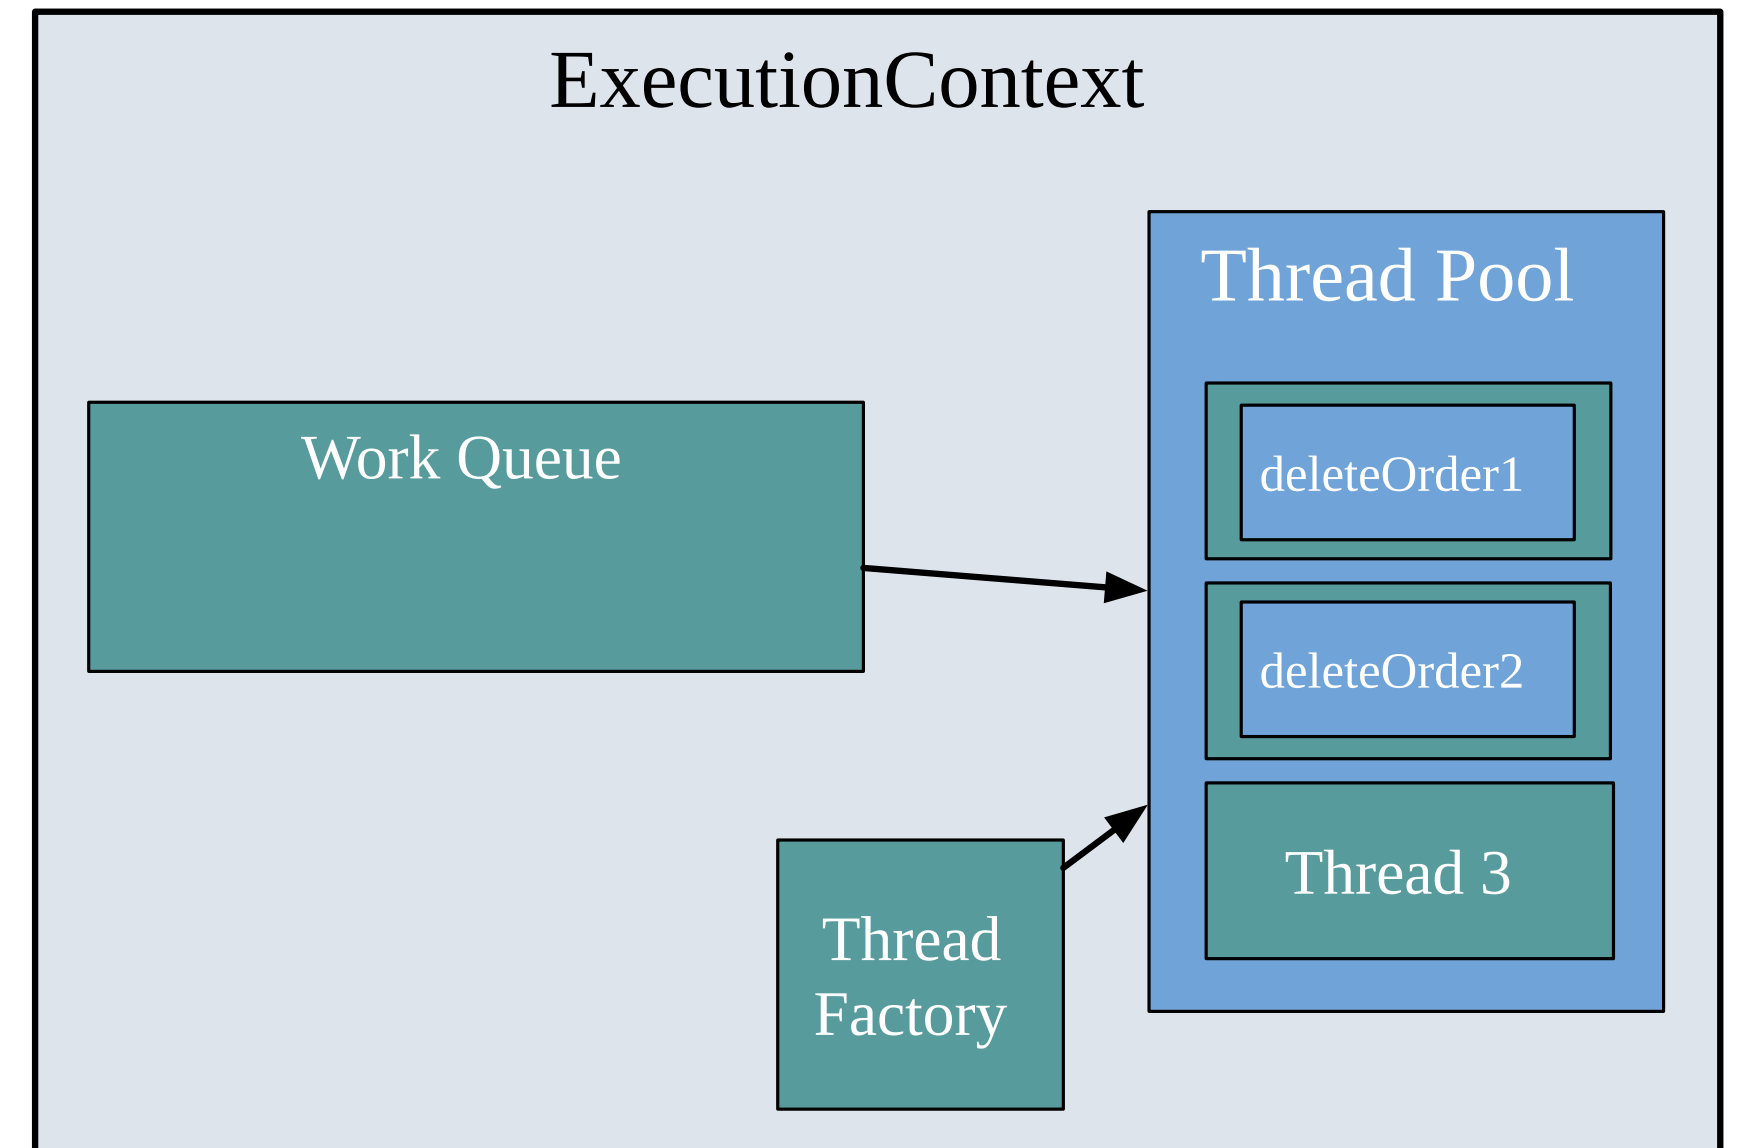 ExecutionContext
Thread Pool
Work Queue
deleteOrder1
deleteOrder2
Thread 3
Thread
Factory